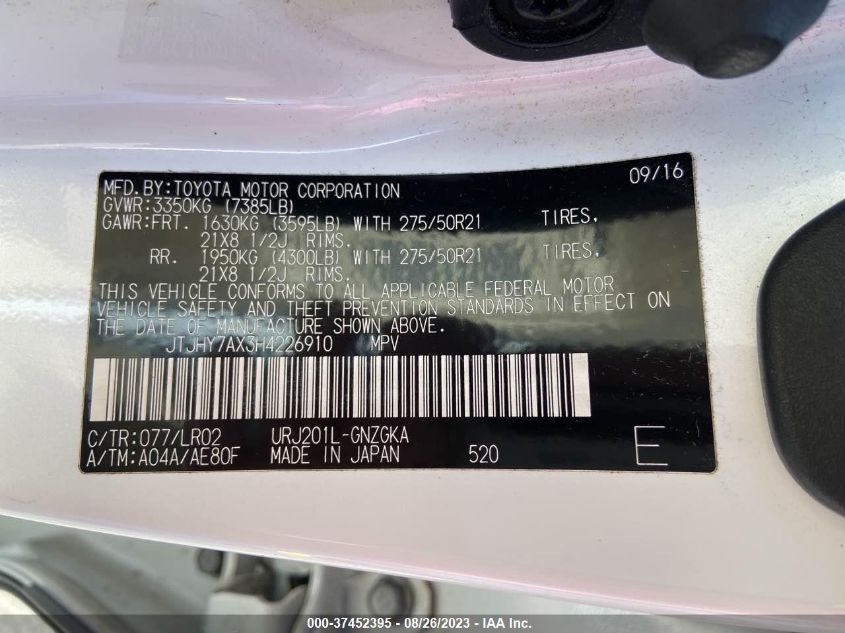 09/16
MFD.BY:TOYOTA MOTOR CORPORATION
GVWR:3350KG (7385LB)
GAWR:FRT. 1630KG (3595LB) WITH 275/50R21 TIRES,
21X8 1/2J RIMS.
RR. 1950KG (4300LB) WITH 275/50R21 TIRES,
21X8 1/2J RIMS.
THIS VEHICLE CONFORMS TO ALL APPLICABLE FEDERAL MOTOR
VEHICLE SAFETY AND THEFT PREVENTION STANDARDS IN EFFECT ON
THE DATE OF MANUFACTURE SHOWN ABOVE.
JTJHY7AX3H4226910 MPV
C/TR:077/LR02 URJ201L-GNZGKA
A/TM:A04A/AE80F MADE IN JAPAN 520 E
000-37452395 - 08/26/2023 - IAA Inc.